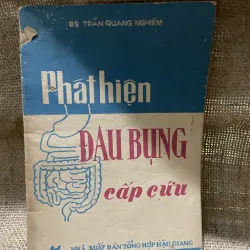 BS TRẦN QUANG NGHIÊM
Phát hiện
ĐAU BỤNG
cấp cứu
NHÀ XUẤT BẢN TỔNG HỢP HẬU GIANG